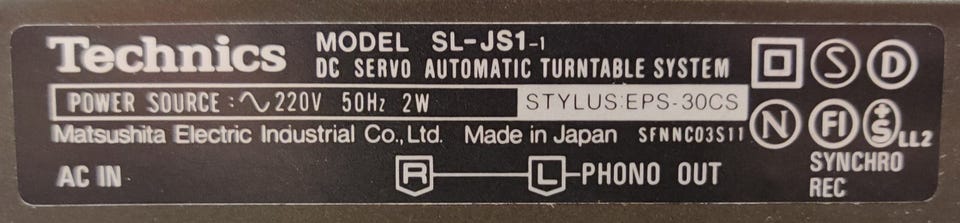 Technics MODEL SL-JS1-1
DC SERVO AUTOMATIC TURNTABLE SYSTEM
POWER SOURCE : ∿ 220V 50Hz 2W STYLUS:EPS-30CS
Matsushita Electric Industrial Co., Ltd. Made in Japan SFNNC03S11
S D
N FI +S LL2
AC IN R L PHONO OUT
SYNCHRO
REC